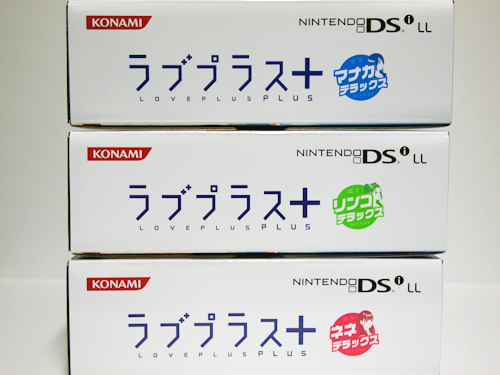 KONAMI
NINTENDO DSi LL
ラブプラス+
LOVEPLUS PLUS
マナカ
デラックス
KONAMI
NINTENDO DSi LL
ラブプラス+
LOVEPLUS PLUS
リンコ
デラックス
KONAMI
NINTENDO DSi LL
ラブプラス+
LOVEPLUS PLUS
ネネ
デラックス